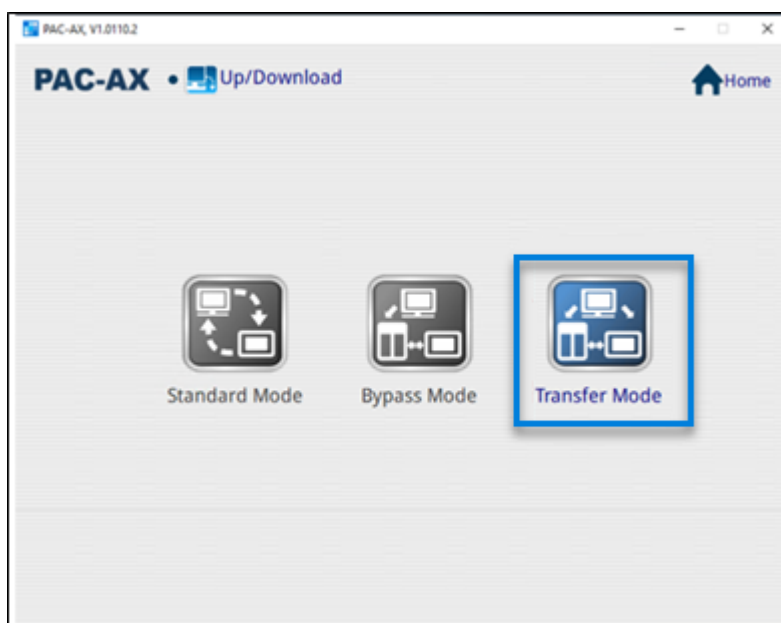 PAC-AX, V1.0110.2
PAC-AX • Up/Download
Home
Standard Mode
Bypass Mode
Transfer Mode